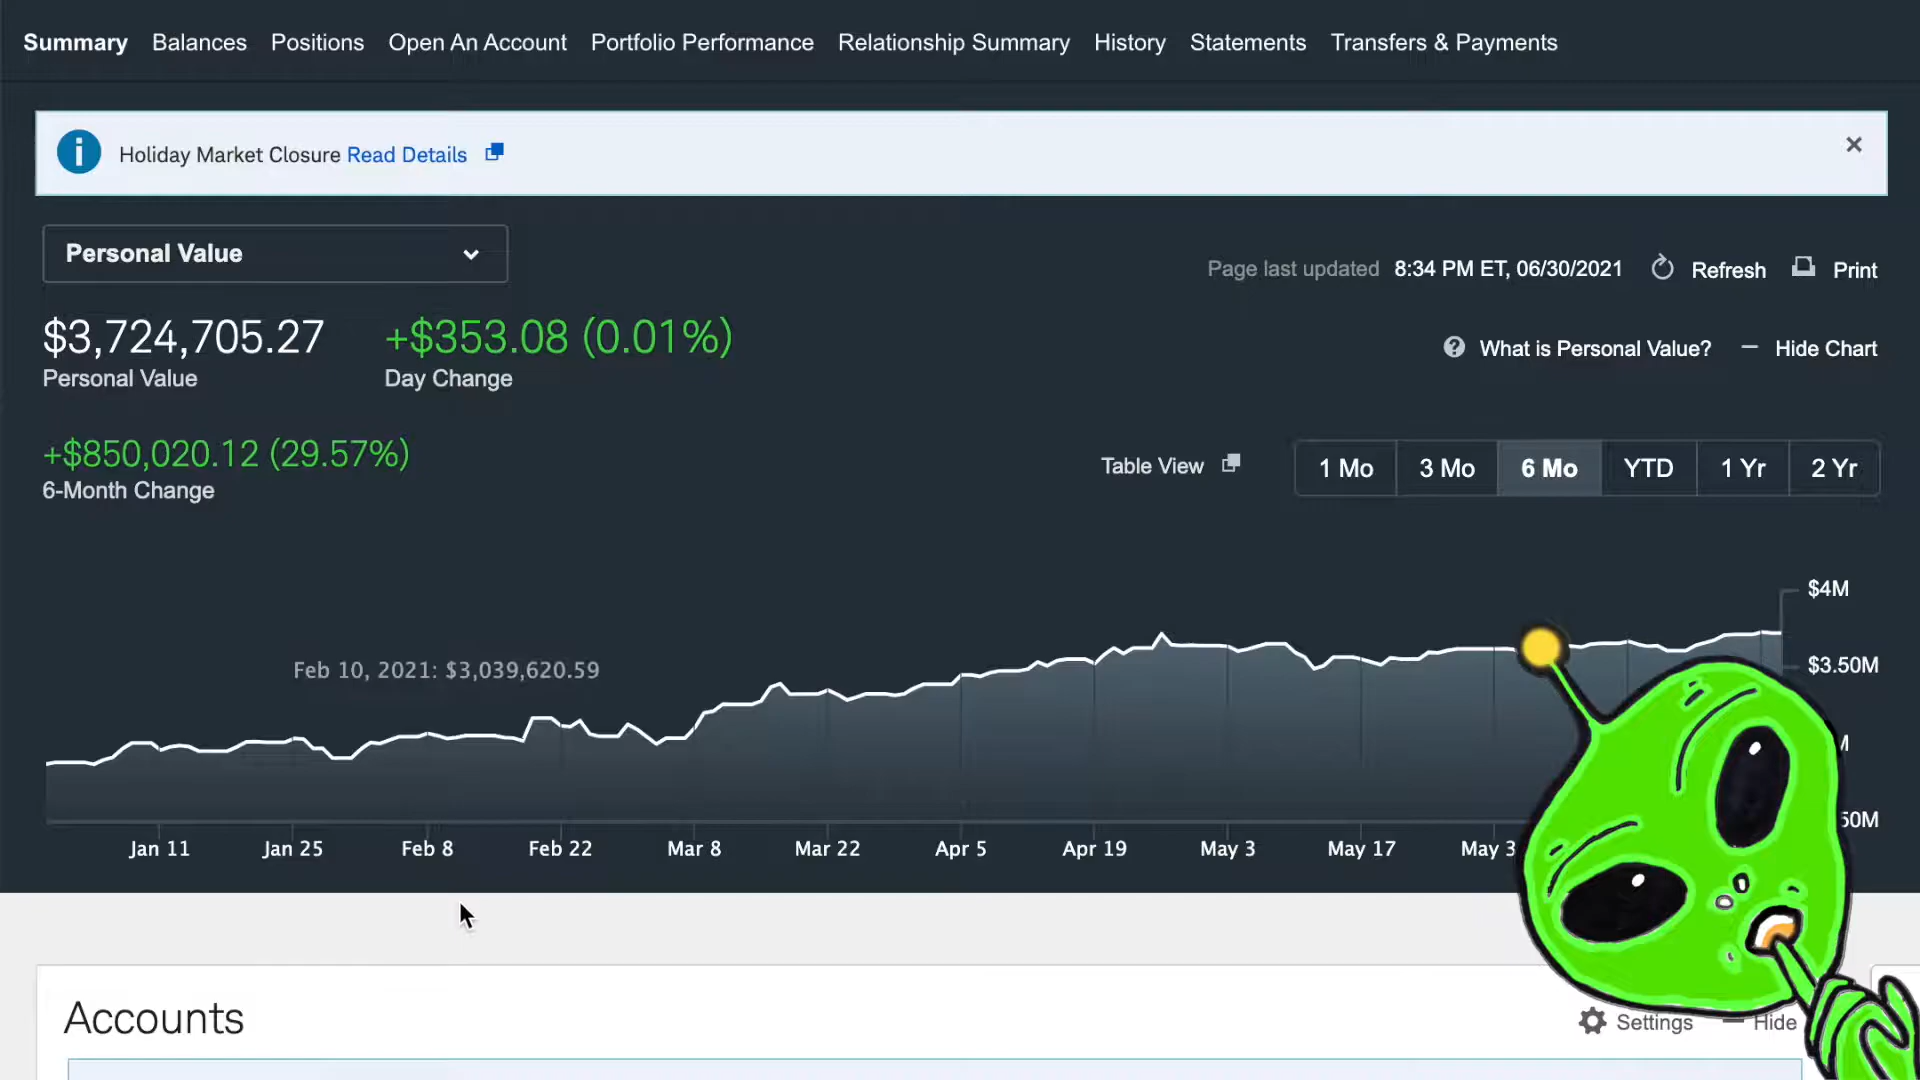 Summary Balances Positions Open An Account Portfolio Performance Relationship Summary History Statements Transfers & Payments
Holiday Market Closure Read Details
Personal Value
Page last updated 8:34 PM ET, 06/30/2021 Refresh Print
$3,724,705.27 +$353.08 (0.01%)
Personal Value Day Change
What is Personal Value? Hide Chart
+$850,020.12 (29.57%)
6-Month Change
Table View 1 Mo 3 Mo 6 Mo YTD 1 Yr 2 Yr
$4M
Feb 10, 2021: $3,039,620.59
$3.50M
M
50M
Jan 11 Jan 25 Feb 8 Feb 22 Mar 8 Mar 22 Apr 5 Apr 19 May 3 May 17 May 3
Accounts
Settings Hide